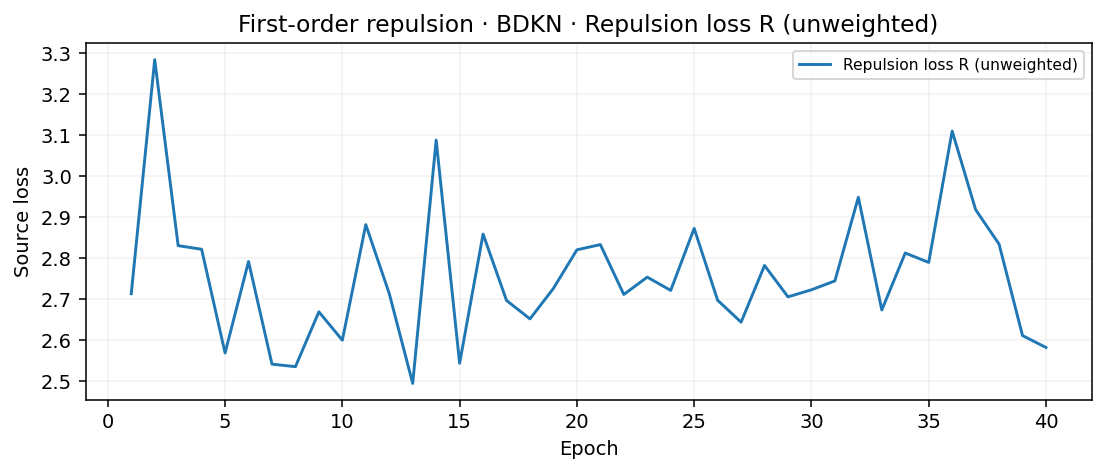 First-order repulsion · BDKN · Repulsion loss R (unweighted)
Repulsion loss R (unweighted)
Source loss
3.3
3.2
3.1
3.0
2.9
2.8
2.7
2.6
2.5
0 5 10 15 20 25 30 35 40
Epoch